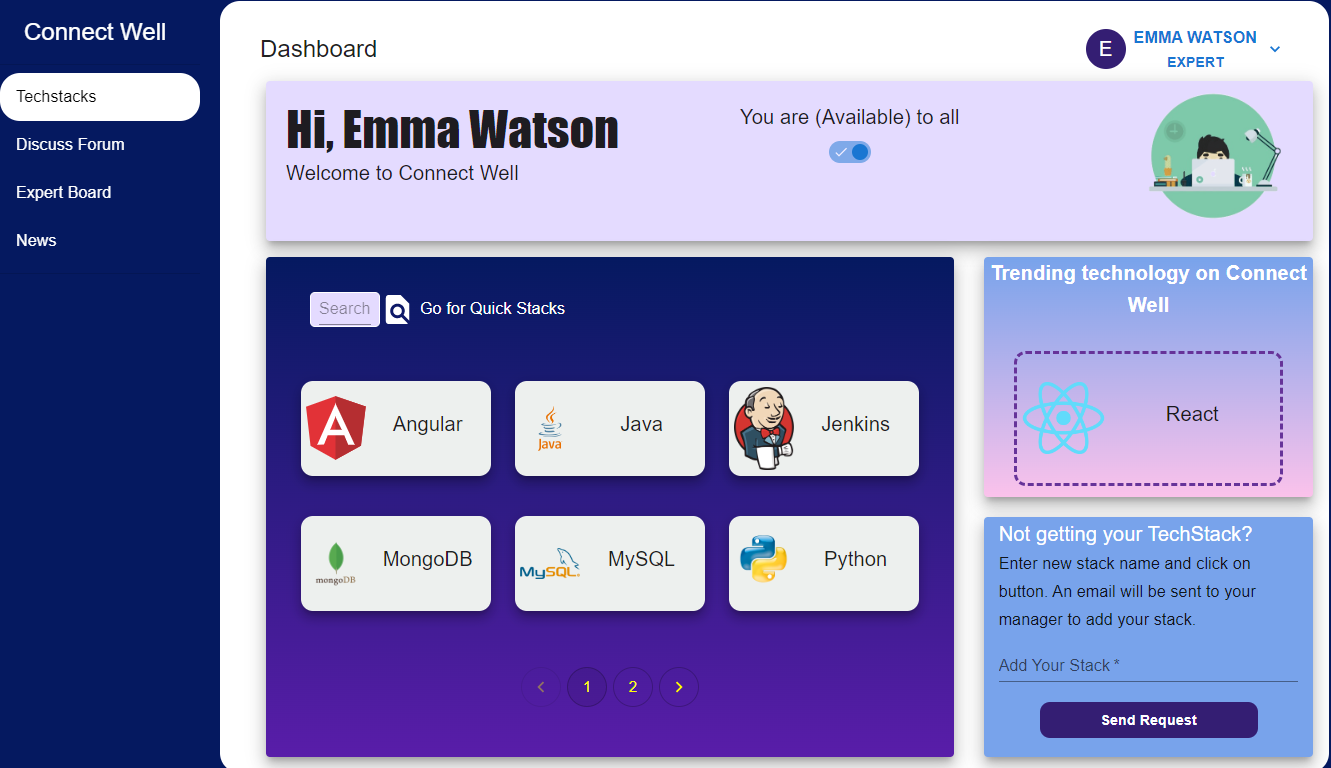 Connect Well
Techstacks
Discuss Forum
Expert Board
News
Dashboard
E
EMMA WATSON
EXPERT
Hi, Emma Watson
Welcome to Connect Well
You are (Available) to all
Search
Go for Quick Stacks
Angular
Java
Java
Jenkins
mongoDB
MongoDB
MySQL
MySQL
Python
1
2
Trending technology on Connect
Well
React
Not getting your TechStack?
Enter new stack name and click on
button. An email will be sent to your
manager to add your stack.
Add Your Stack *
Send Request